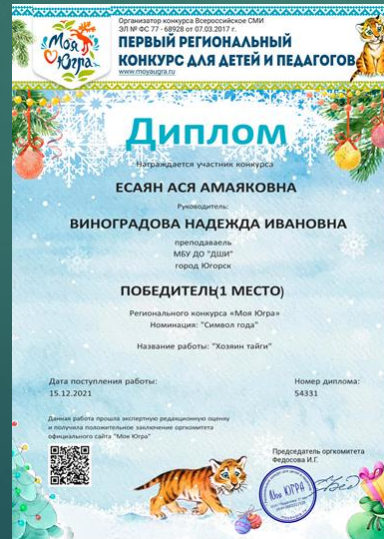 Моя Югра
Организатор конкурса Всероссийское СМИ
ЭЛ № ФС 77 - 68928 от 07.03.2017 г.
ПЕРВЫЙ РЕГИОНАЛЬНЫЙ
КОНКУРС ДЛЯ ДЕТЕЙ И ПЕДАГОГОВ
www.moyaugra.ru
Диплом
Награждается участник конкурса
ЕСАЯН АСЯ АМАЯКОВНА
Руководитель:
ВИНОГРАДОВА НАДЕЖДА ИВАНОВНА
преподаваель
МБУ ДО "ДШИ"
город Югорск
ПОБЕДИТЕЛЬ(1 МЕСТО)
Регионального конкурса «Моя Югра»
Номинация: "Символ года"
Название работы: "Хозяин тайги"
Дата поступления работы:
15.12.2021
Номер диплома:
54331
Данная работа прошла экспертную редакционную оценку
и получила положительное заключение оргкомитета
официального сайта "Моя Югра"
Председатель оргкомитета
Федосова И.Г.
Моя ЮГРА